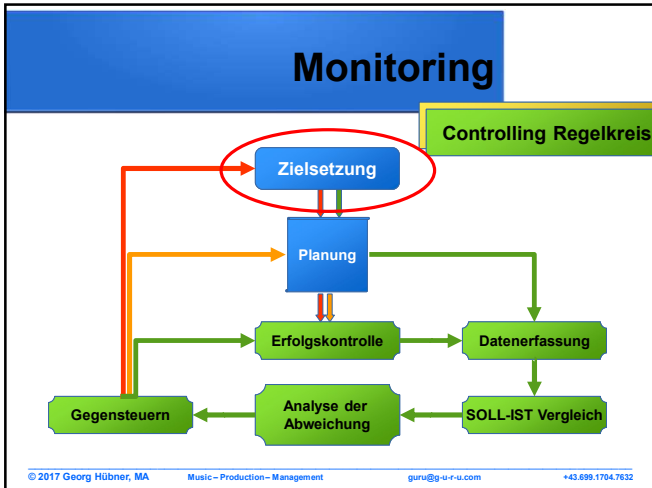 Monitoring
Controlling Regelkreis
Zielsetzung
Planung
Erfolgskontrolle
Datenerfassung
Gegensteuern
Analyse der
Abweichung
SOLL-IST Vergleich
© 2017 Georg Hübner, MA Music – Production – Management guru@g-u-r-u.com +43.699.1704.7632